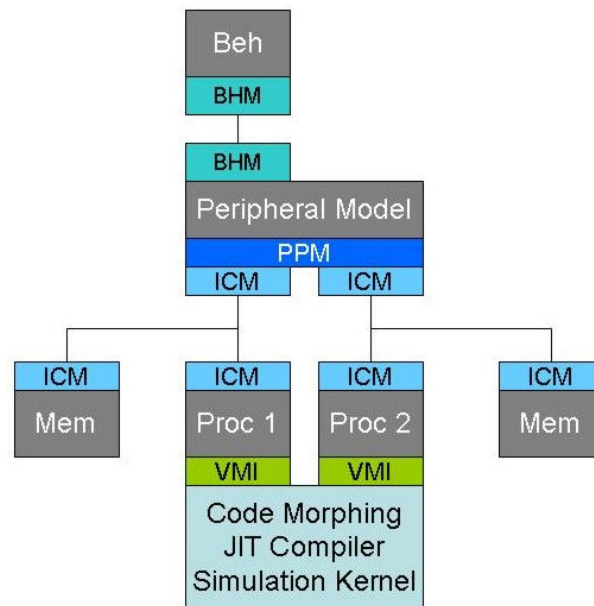 Beh
BHM
BHM
Peripheral Model
PPM
ICM ICM
ICM ICM ICM ICM
Mem Proc 1 Proc 2 Mem
VMI VMI
Code Morphing
JIT Compiler
Simulation Kernel